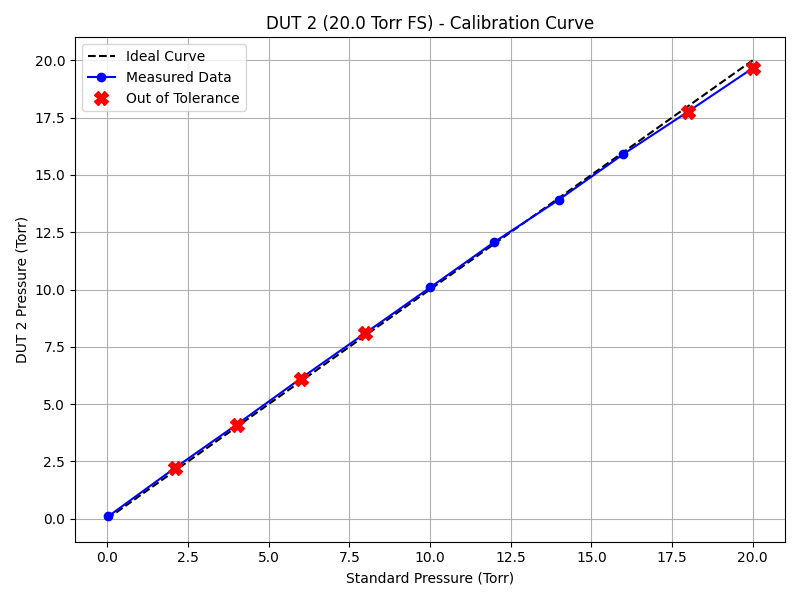 DUT 2 (20.0 Torr FS) - Calibration Curve
Ideal Curve
Measured Data
Out of Tolerance
20.0
17.5
15.0
12.5
10.0
7.5
5.0
2.5
0.0
DUT 2 Pressure (Torr)
0.0 2.5 5.0 7.5 10.0 12.5 15.0 17.5 20.0
Standard Pressure (Torr)